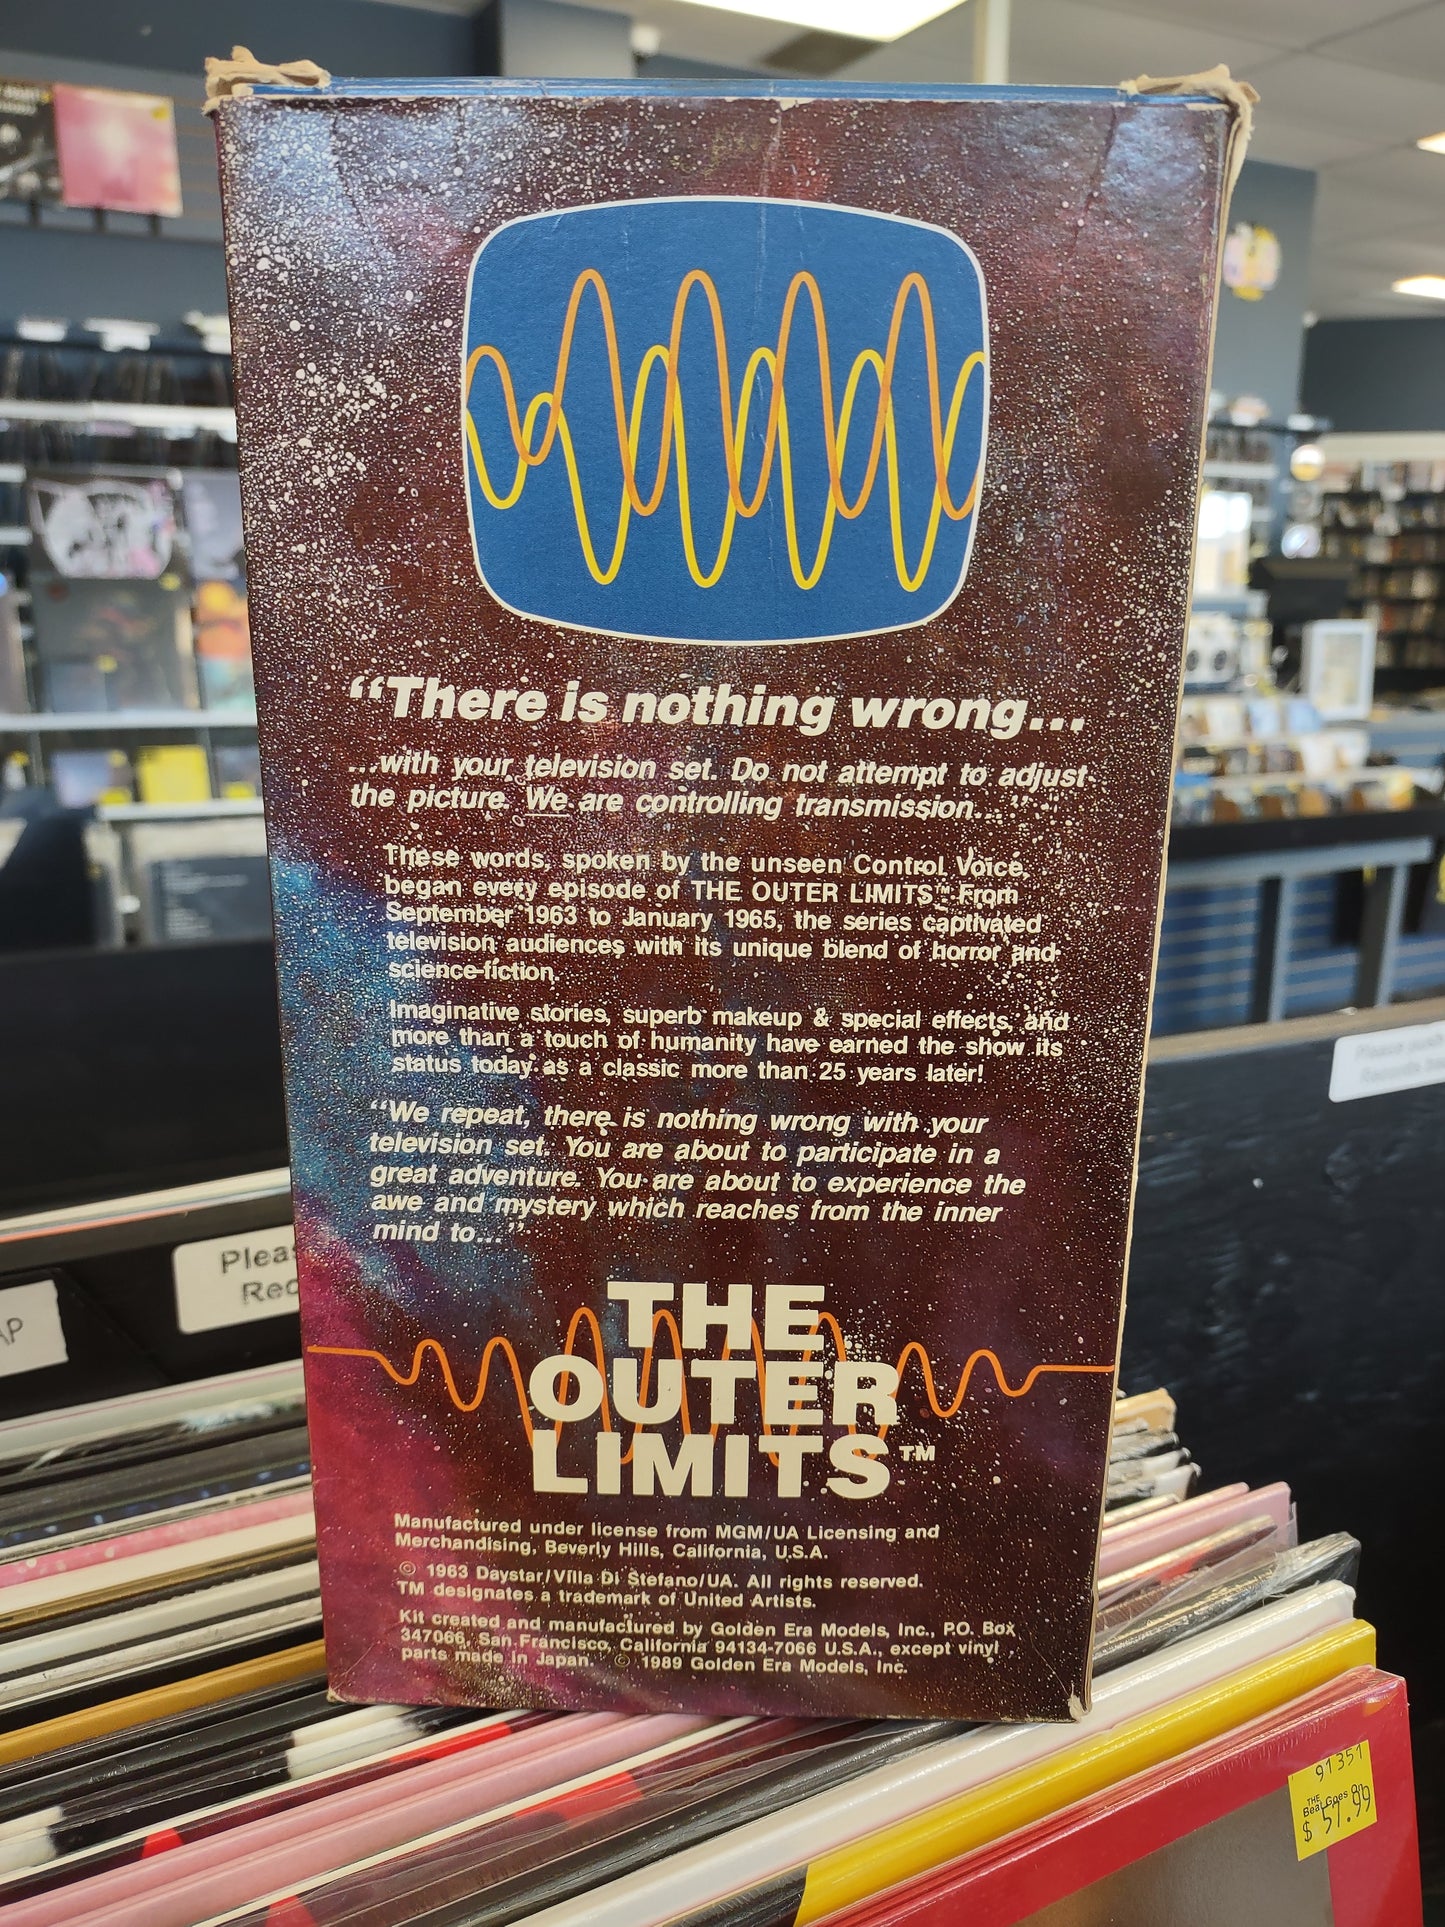 “There is nothing wrong...
...with your television set. Do not attempt to adjust
the picture. We are controlling transmission...”
These words, spoken by the unseen Control Voice,
began every episode of THE OUTER LIMITS™ From
September 1963 to January 1965, the series captivated
television audiences with its unique blend of horror and
science-fiction.
Imaginative stories, superb makeup & special effects, and
more than a touch of humanity have earned the show its
status today as a classic more than 25 years later!
“We repeat, there is nothing wrong with your
television set. You are about to participate in a
great adventure. You are about to experience the
awe and mystery which reaches from the inner
mind to...”
THE
OUTER
LIMITS™
Manufactured under license from MGM/UA Licensing and
Merchandising, Beverly Hills, California, U.S.A.
© 1963 Daystar/Villa Di Stefano/UA. All rights reserved.
TM designates a trademark of United Artists.
Kit created and manufactured by Golden Era Models, Inc., P.O. Box
347066, San Francisco, California 94134-7066 U.S.A., except vinyl
parts made in Japan. © 1989 Golden Era Models, Inc.
Pleas
Rec
AP
91351
THE
Beat Goes On
$ 57.99